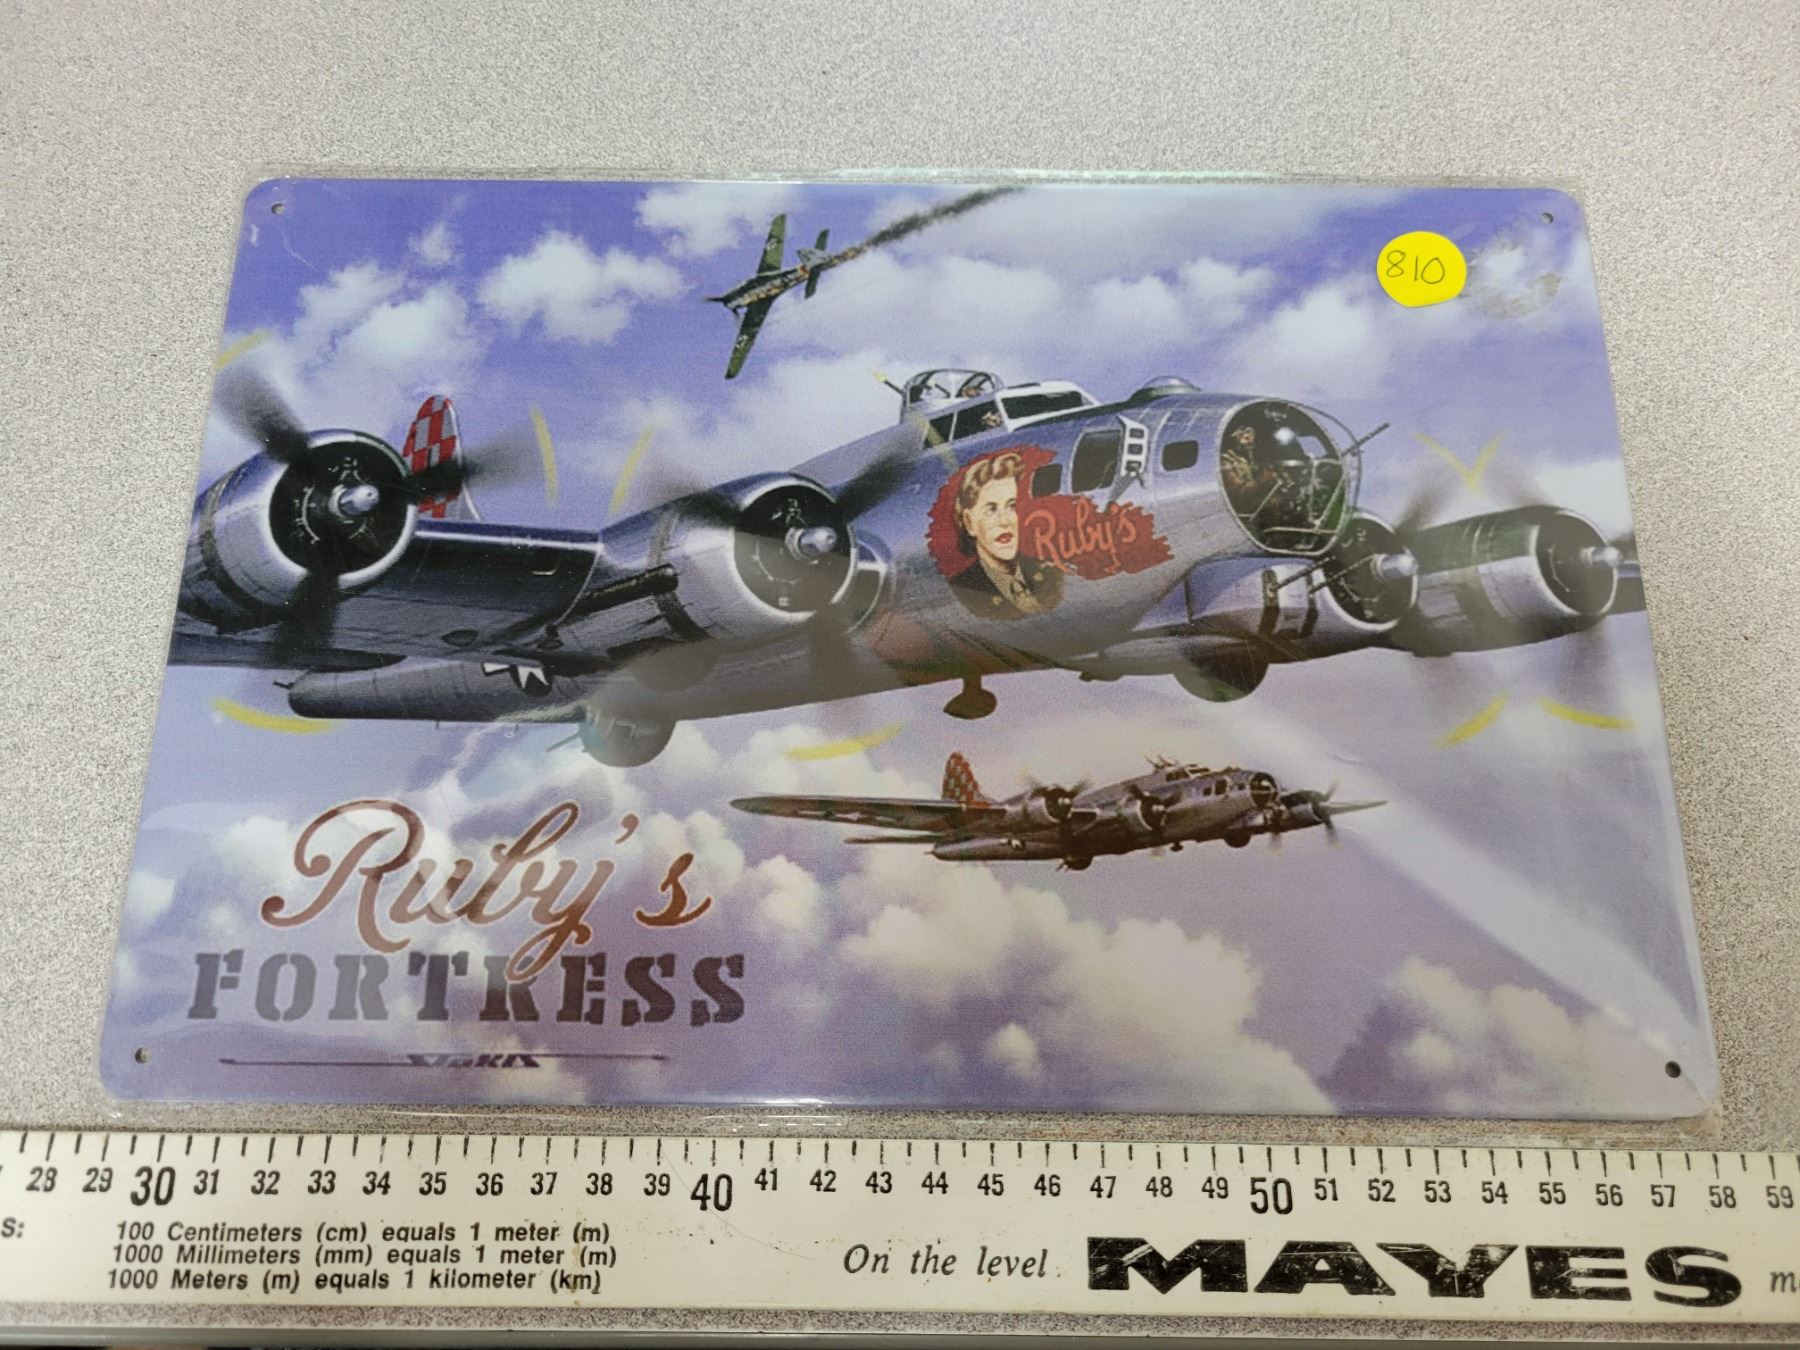 810
Ruby's
Ruby's
FORTRESS
28 29 30 31 32 33 34 35 36 37 38 39 40 41 42 43 44 45 46 47 48 49 50 51 52 53 54 55 56 57 58 59
S:
100 Centimeters (cm) equals 1 meter (m)
1000 Millimeters (mm) equals 1 meter (m)
1000 Meters (m) equals 1 kilometer (km)
On the level MAYES